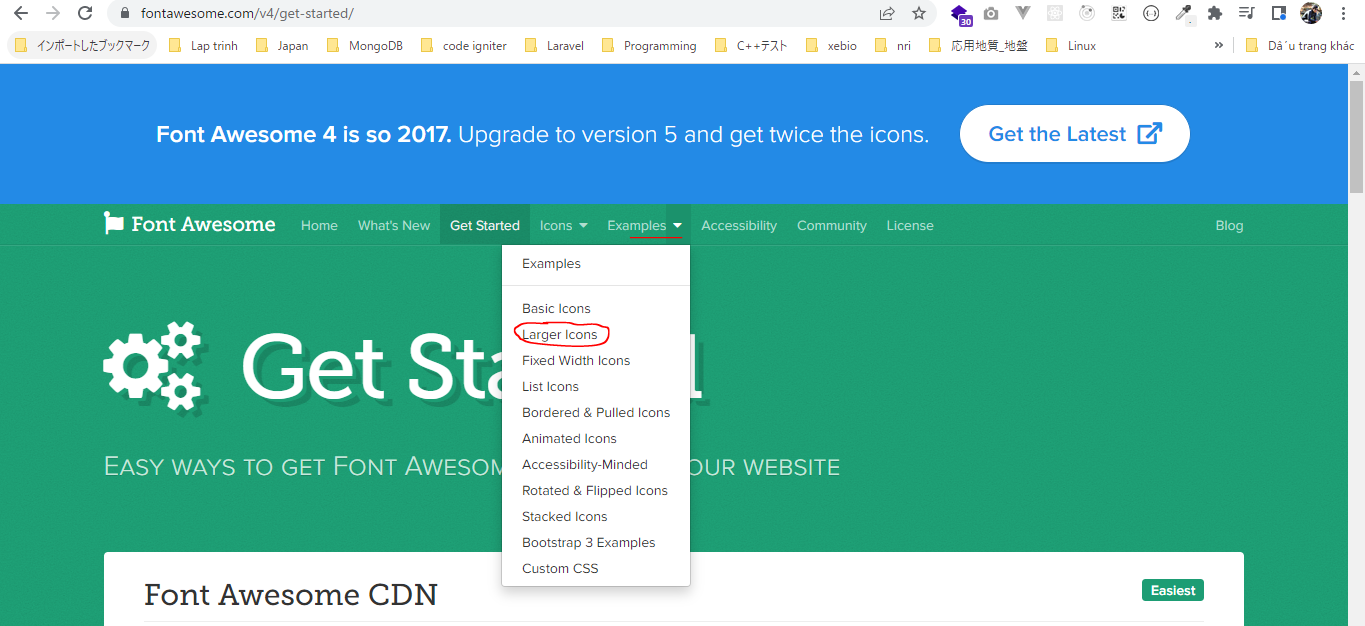 fontawesome.com/v4/get-started/
30
インポートしたブックマーク Lap trinh Japan MongoDB code igniter Laravel Programming C++テスト xebio nri 応用地質_地盤 Linux » Dấu trang khác
Font Awesome 4 is so 2017. Upgrade to version 5 and get twice the icons. Get the Latest
Font Awesome Home What's New Get Started Icons Examples Accessibility Community License Blog
Examples
Basic Icons
Larger Icons
Fixed Width Icons
List Icons
Bordered & Pulled Icons
Animated Icons
Accessibility-Minded
Rotated & Flipped Icons
Stacked Icons
Bootstrap 3 Examples
Custom CSS
Get Sta
EASY WAYS TO GET FONT AWESOM OUR WEBSITE
Font Awesome CDN Easiest